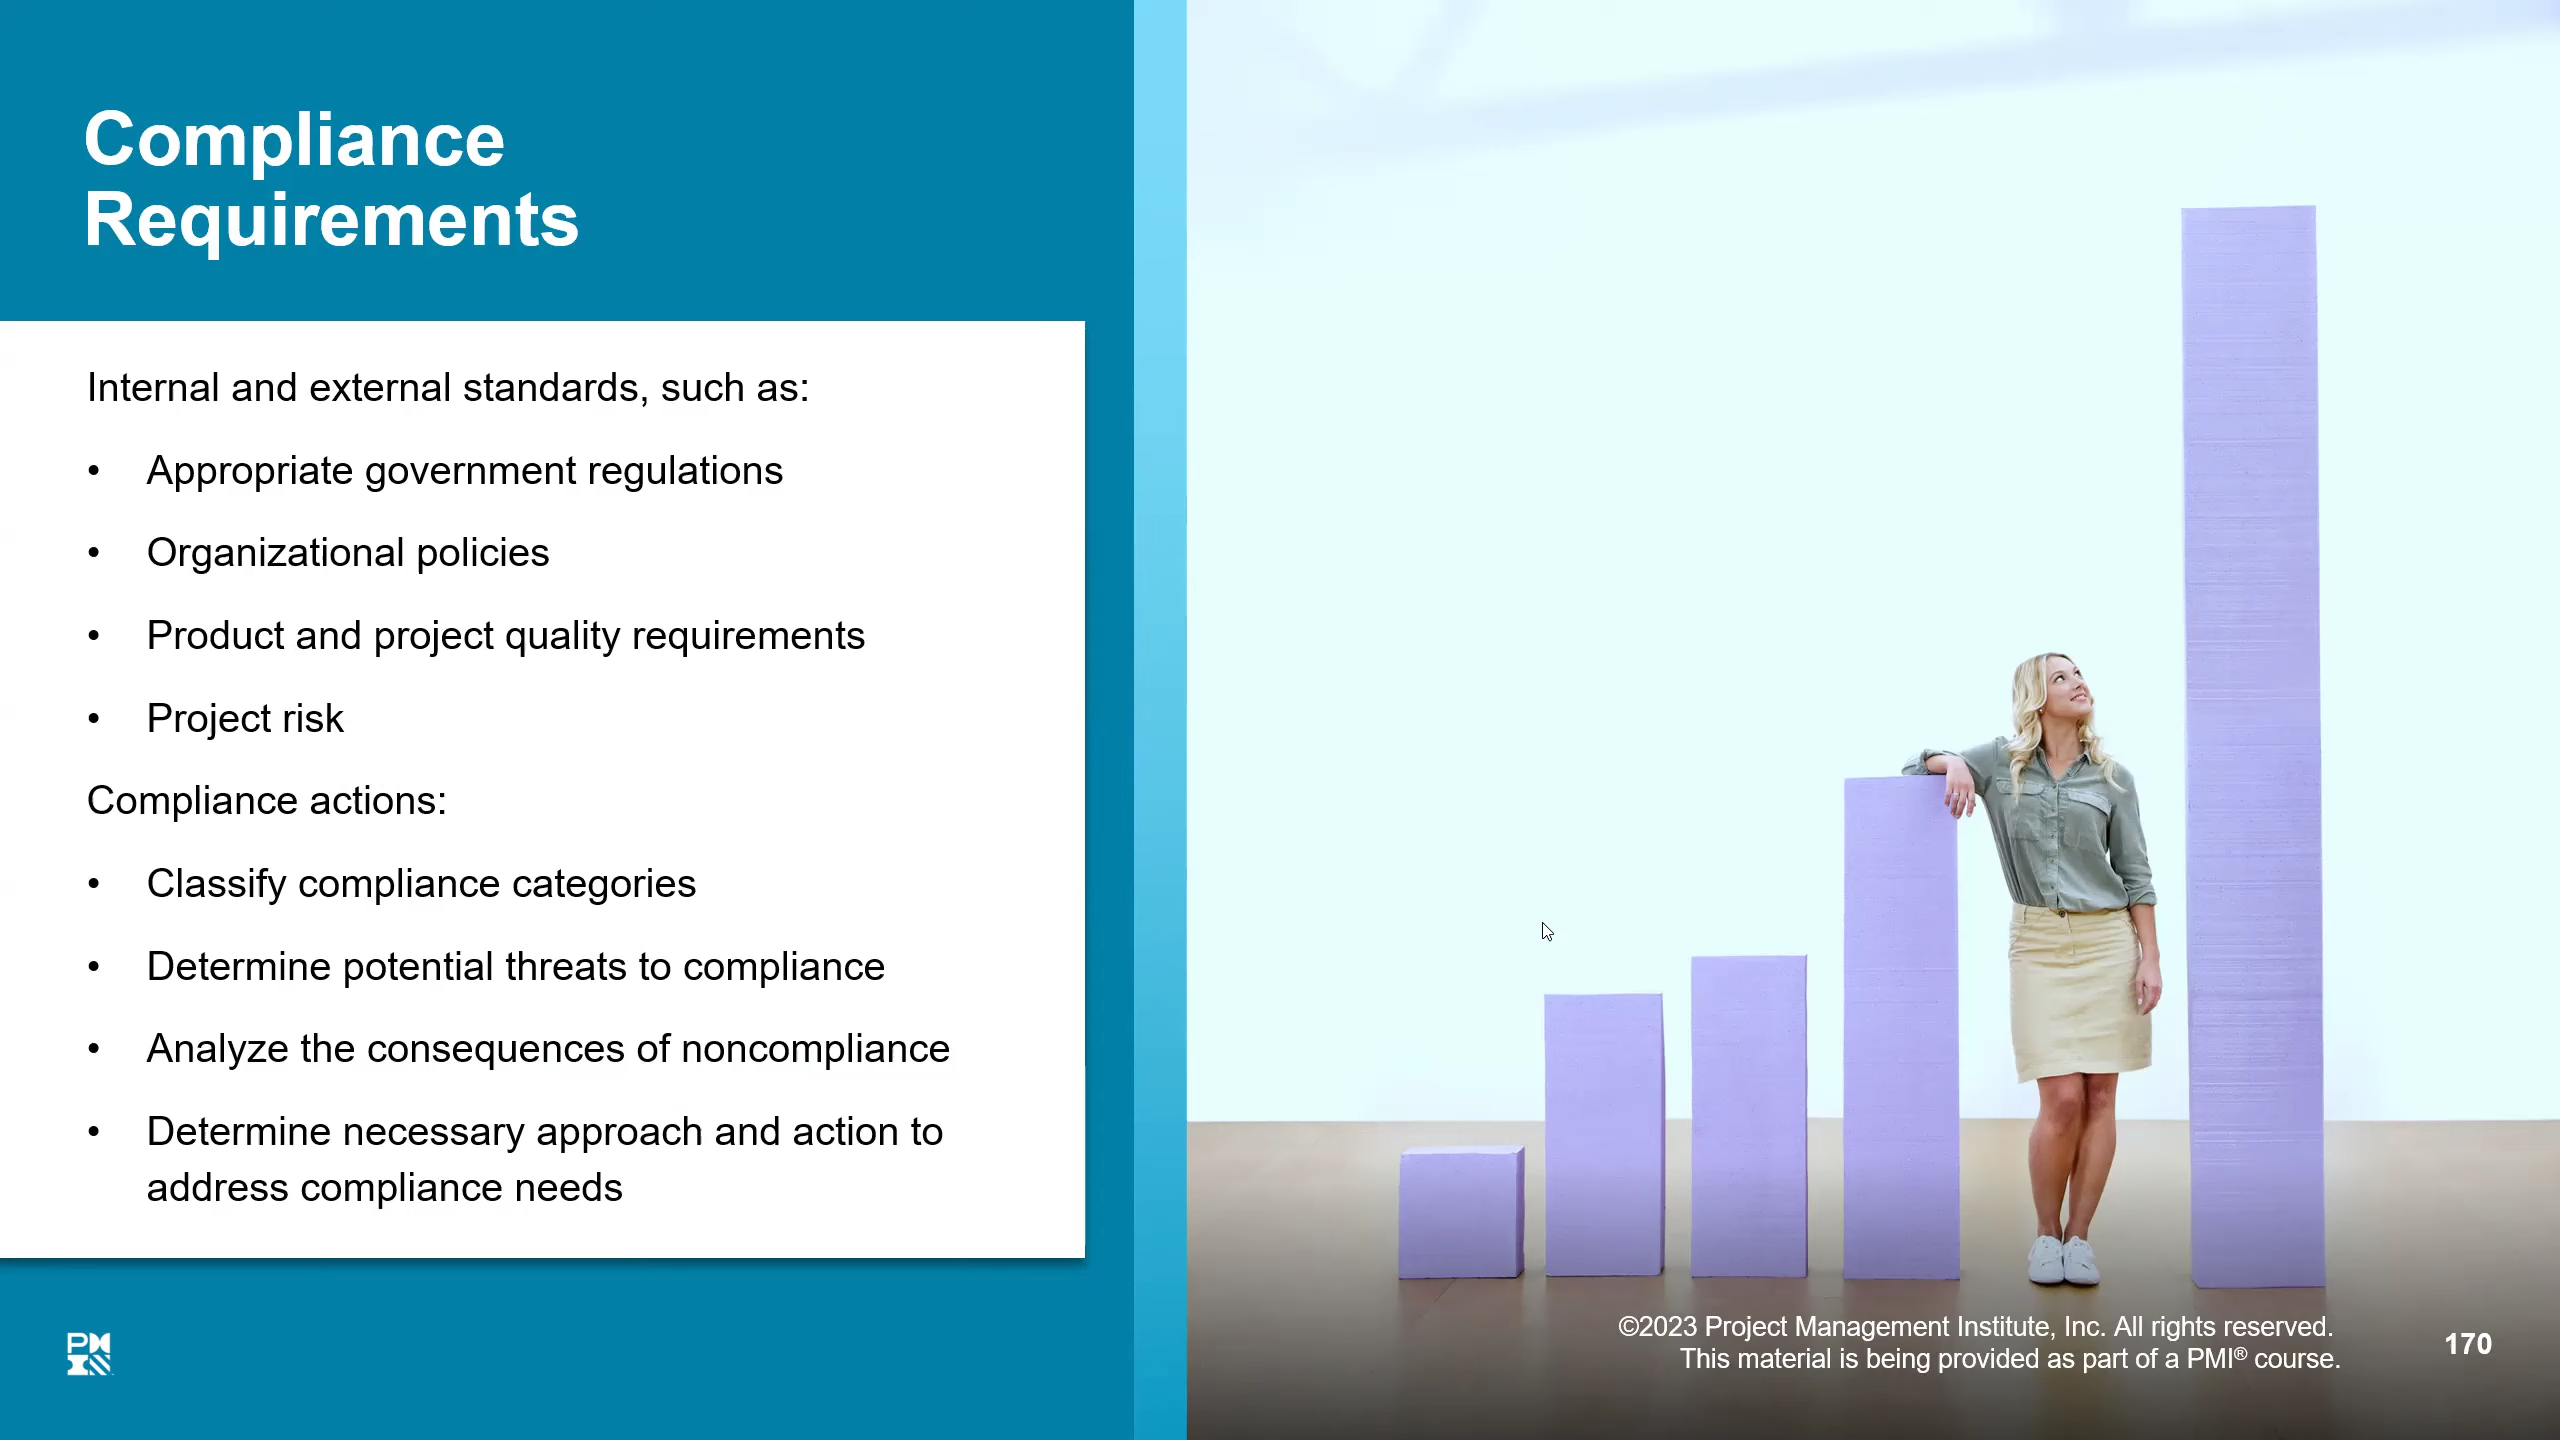 Compliance
Requirements
Internal and external standards, such as:
• Appropriate government regulations
• Organizational policies
• Product and project quality requirements
• Project risk
Compliance actions:
• Classify compliance categories
• Determine potential threats to compliance
• Analyze the consequences of noncompliance
• Determine necessary approach and action to
address compliance needs
©2023 Project Management Institute, Inc. All rights reserved.
This material is being provided as part of a PMI® course.
170